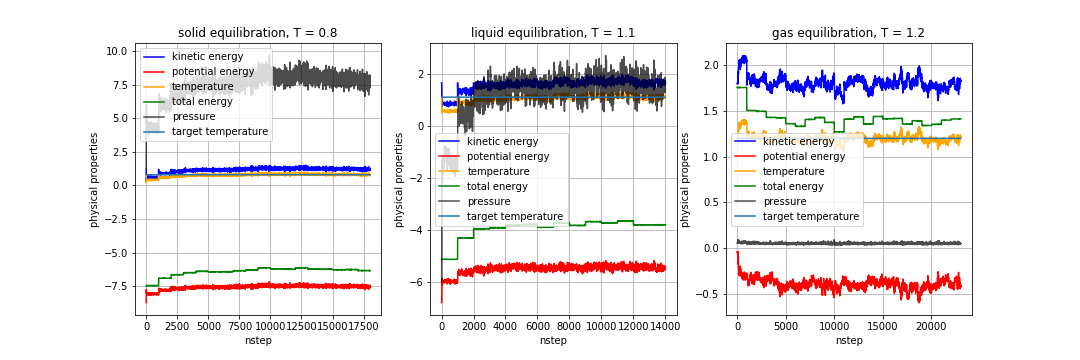 solid equilibration, T = 0.8
10.0
7.5
5.0
2.5
0.0
−2.5
−5.0
−7.5
physical properties
kinetic energy
potential energy
temperature
total energy
pressure
target temperature
0 2500 5000 7500 10000 12500 15000 17500
nstep
liquid equilibration, T = 1.1
2
0
−2
−4
−6
physical properties
kinetic energy
potential energy
temperature
total energy
pressure
target temperature
0 2000 4000 6000 8000 10000 12000 14000
nstep
gas equilibration, T = 1.2
2.0
1.5
1.0
0.5
0.0
−0.5
physical properties
kinetic energy
potential energy
temperature
total energy
pressure
target temperature
0 5000 10000 15000 20000
nstep